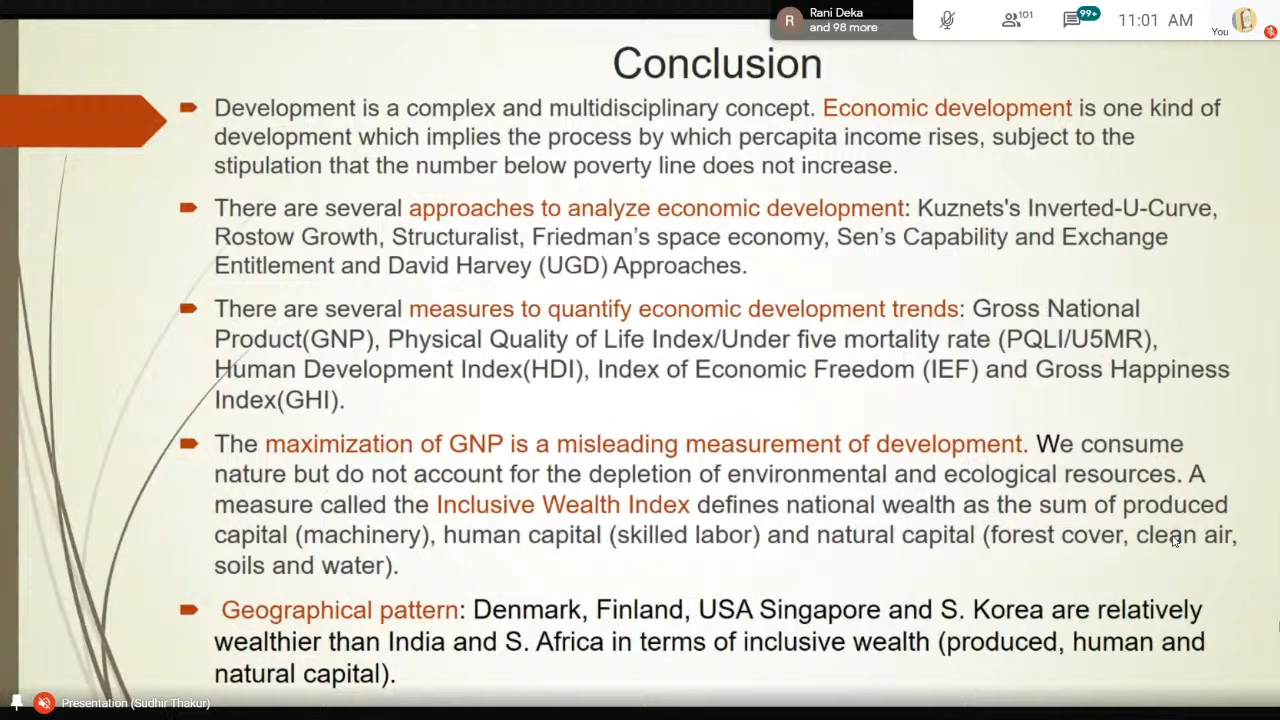 R
Rani Deka
and 98 more
101
99+
11:01 AM
You
Conclusion
Development is a complex and multidisciplinary concept. Economic development is one kind of
development which implies the process by which percapita income rises, subject to the
stipulation that the number below poverty line does not increase.
There are several approaches to analyze economic development: Kuznets's Inverted-U-Curve,
Rostow Growth, Structuralist, Friedman's space economy, Sen's Capability and Exchange
Entitlement and David Harvey (UGD) Approaches.
There are several measures to quantify economic development trends: Gross National
Product(GNP), Physical Quality of Life Index/Under five mortality rate (PQLI/U5MR),
Human Development Index(HDI), Index of Economic Freedom (IEF) and Gross Happiness
Index(GHI).
The maximization of GNP is a misleading measurement of development. We consume
nature but do not account for the depletion of environmental and ecological resources. A
measure called the Inclusive Wealth Index defines national wealth as the sum of produced
capital (machinery), human capital (skilled labor) and natural capital (forest cover, clean air,
soils and water).
Geographical pattern: Denmark, Finland, USA Singapore and S. Korea are relatively
wealthier than India and S. Africa in terms of inclusive wealth (produced, human and
natural capital).
Presentation (Sudhir Thakur)